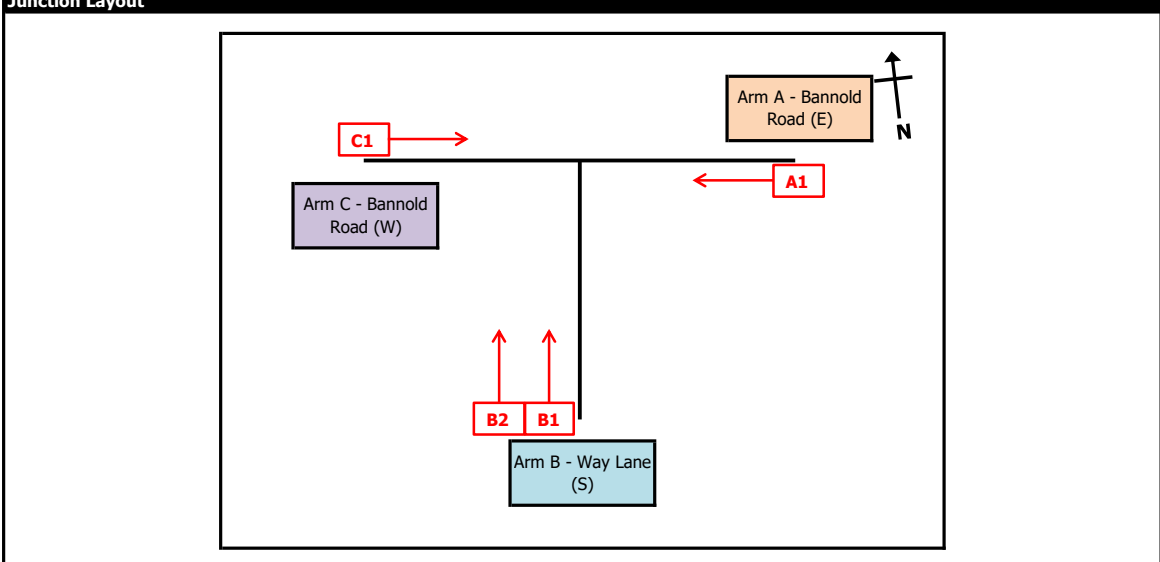 Junction Layout
Arm A - Bannold
Road (E)
N
C1
A1
Arm C - Bannold
Road (W)
B2
B1
Arm B - Way Lane
(S)